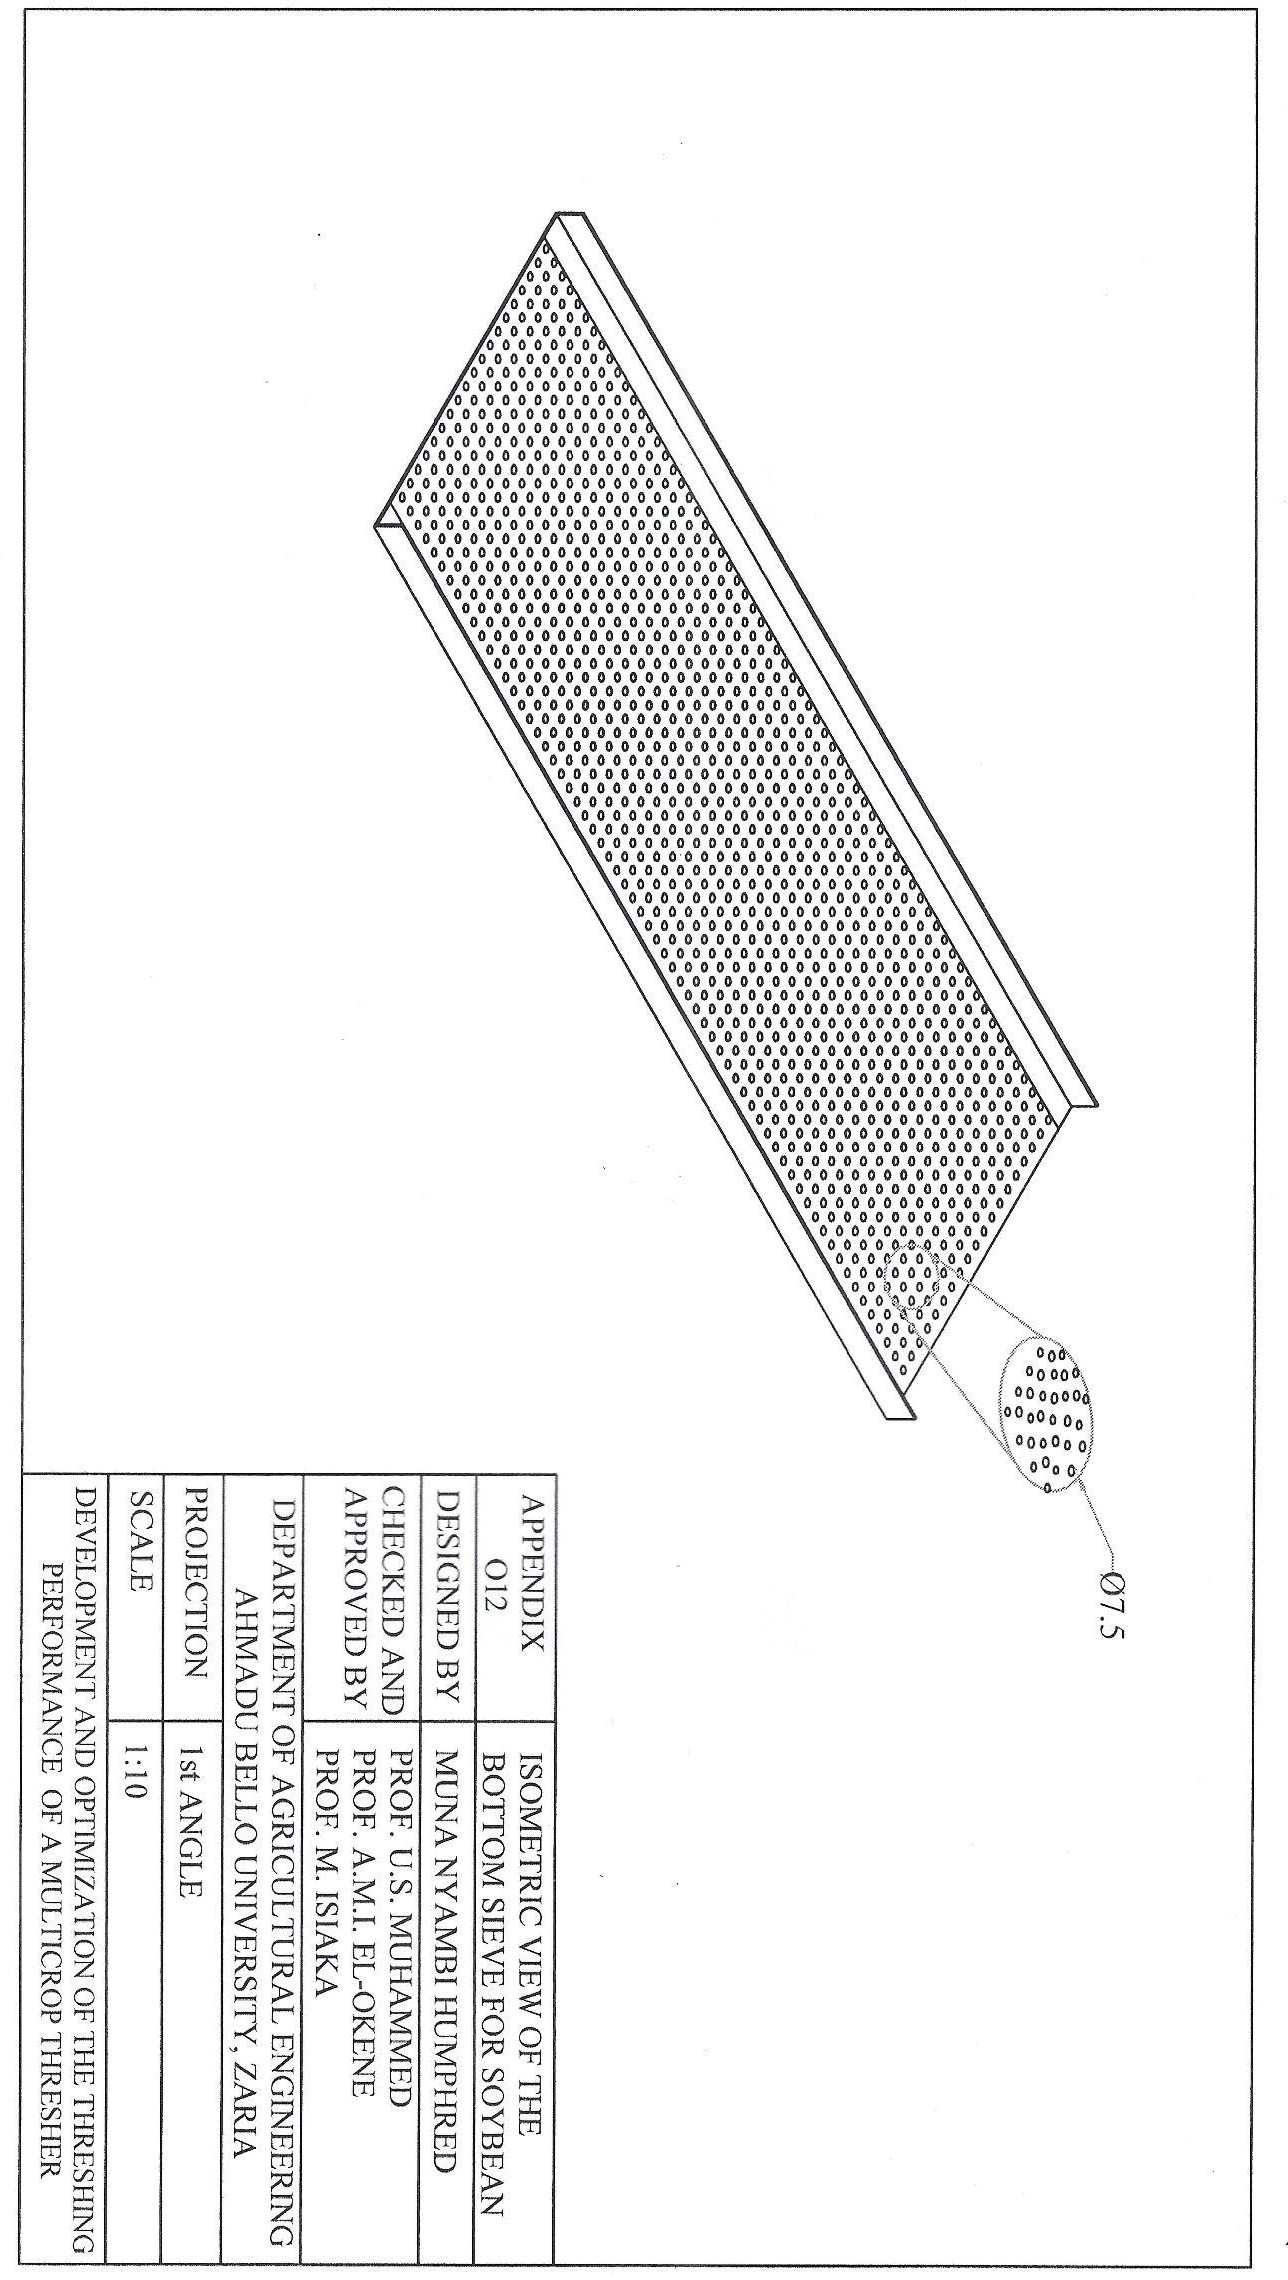 Ø7.5
APPENDIX
O12
ISOMETRIC VIEW OF THE
BOTTOM SIEVE FOR SOYBEAN
DESIGNED BY
MUNA NYAMBI HUMPHRED
CHECKED AND
APPROVED BY
PROF. U.S. MUHAMMED
PROF. A.M.I. EL-OKENE
PROF. M. ISIAKA
DEPARTMENT OF AGRICULTURAL ENGINEERING
AHMADU BELLO UNIVERSITY, ZARIA
PROJECTION
1st ANGLE
SCALE
1:10
DEVELOPMENT AND OPTIMIZATION OF THE THRESHING
PERFORMANCE OF A MULTICROP THRESHER